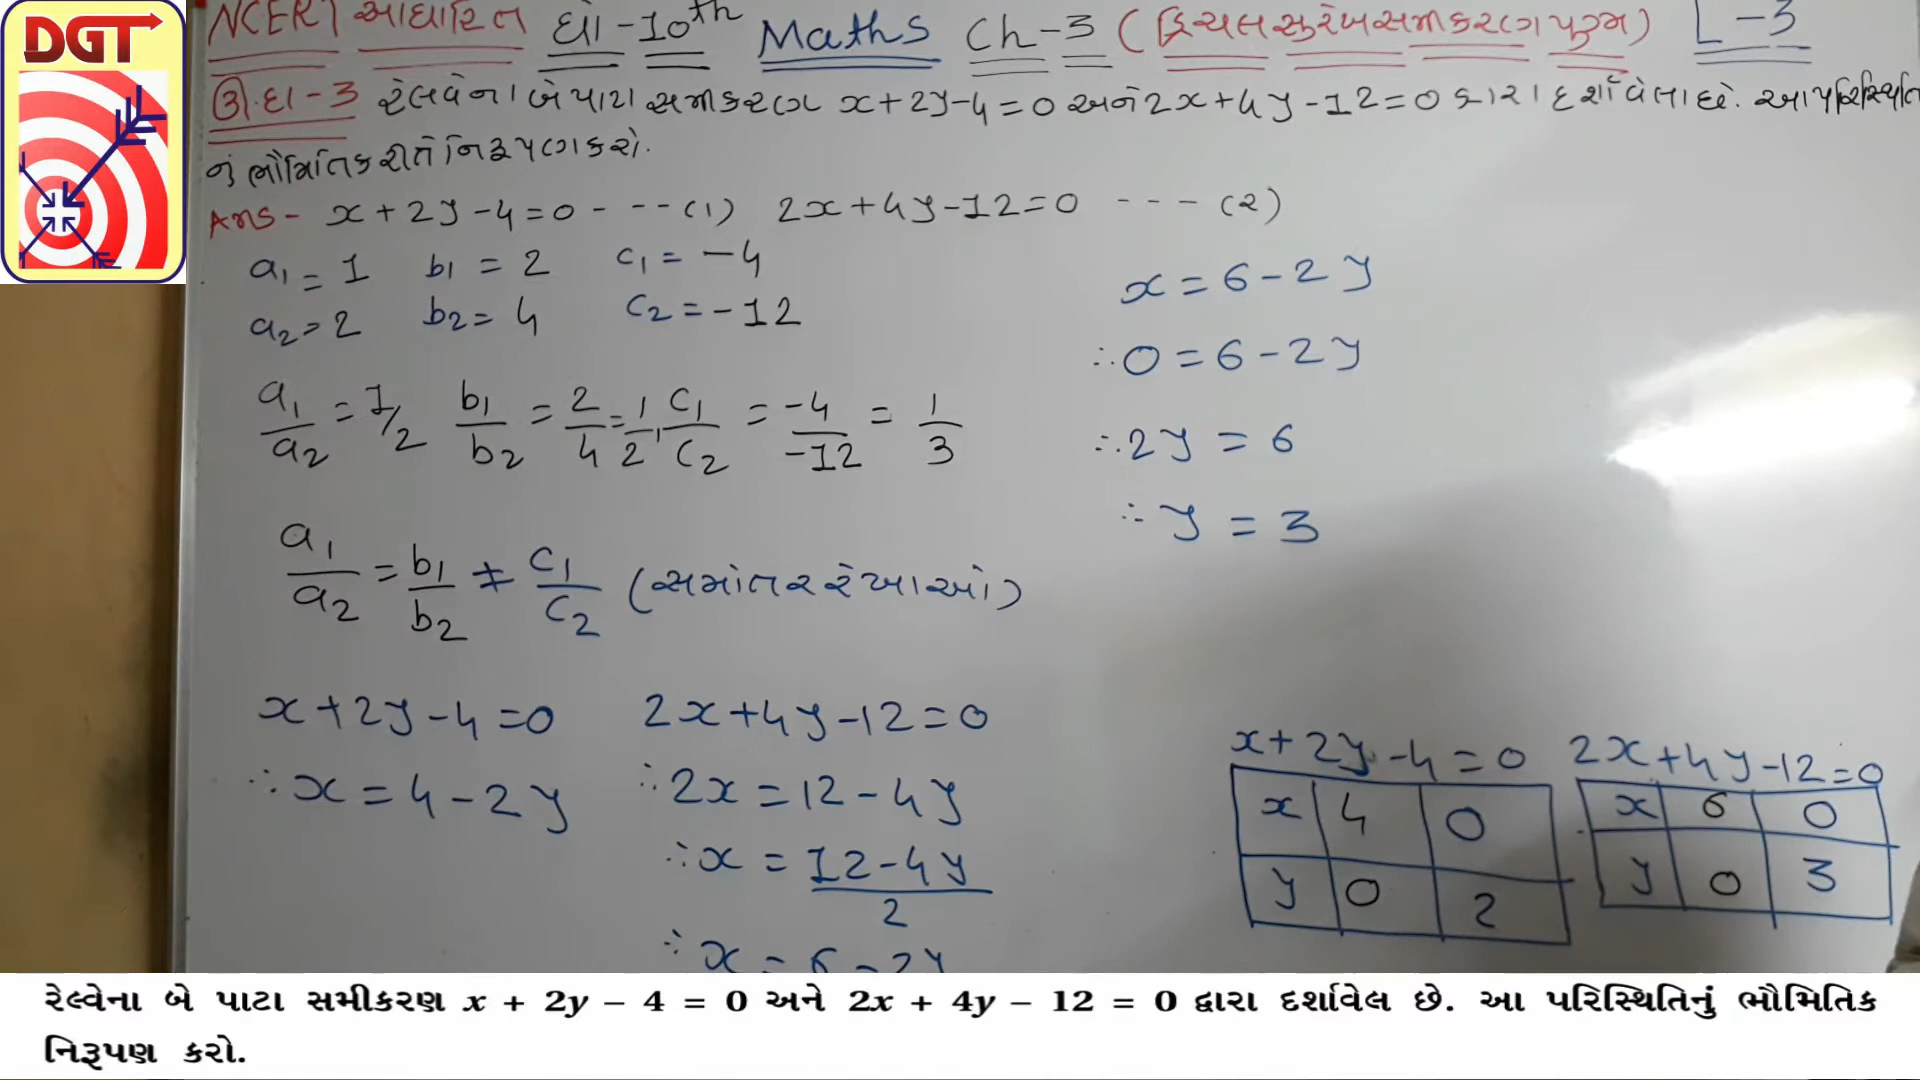 DGT
NCERT આધારિત ધો-10th Maths Ch-3 (દ્વિચલ સુરેખ સમીકરણ યુગ્મ) L-3
③.દા-3 રેલવેના બે પાટા સમીકરણ x+2y-4=0 અને 2x+4y-12=0 દ્વારા દર્શાવેલા છે. આ પરિસ્થિતિ
નું ભૌમિતિક રીતે નિરૂપણ કરો.
Ans- x+2y-4=0 - --- (1) 2x+4y-12=0 --- (2)
a1 = 1 b1 = 2 c1 = -4
a2 = 2 b2 = 4 c2 = -12
a1/a2 = 1/2 b1/b2 = 2/4 = 1/2, c1/c2 = -4/-12 = 1/3
a1/a2 = b1/b2 ≠ c1/c2 (સમાંતર રેખાઓ)
x+2y-4=0
∴x=4-2y
2x+4y-12=0
∴2x=12-4y
∴x=12-4y/2
∴x=6-2y
x=6-2y
∴0=6-2y
∴2y=6
∴y=3
x+2y-4=0
x 4 0
y 0 2
2x+4y-12=0
x 6 0
y 0 3
રેલ્વેના બે પાટા સમીકરણ x + 2y − 4 = 0 અને 2x + 4y − 12 = 0 દ્વારા દર્શાવેલ છે. આ પરિસ્થિતિનું ભૌમિતિક
નિરૂપણ કરો.